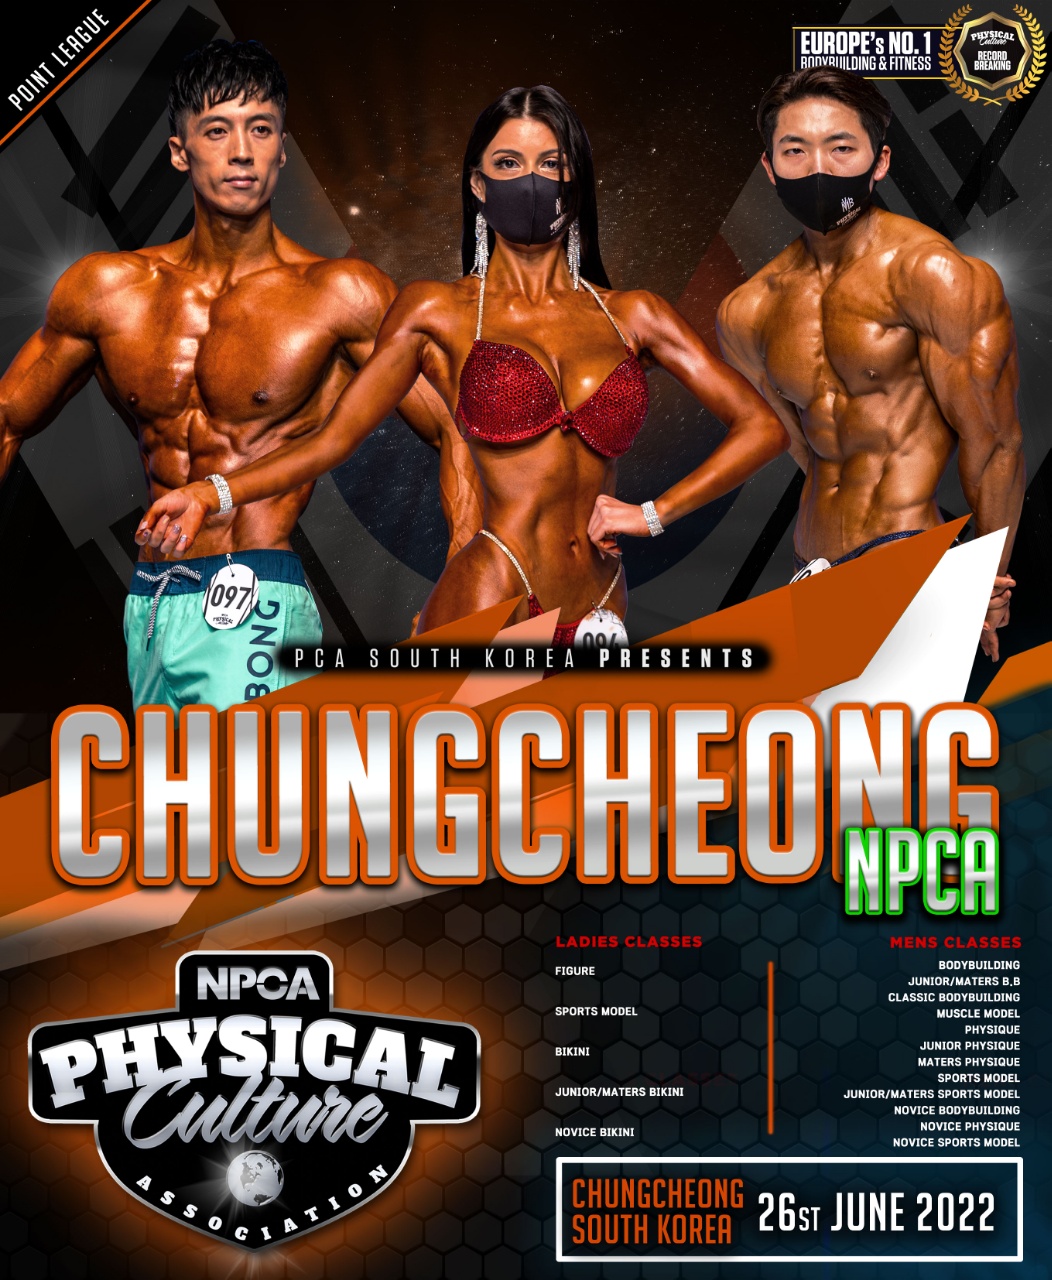 POINT LEAGUE
EUROPE's NO. 1
BODYBUILDING & FITNESS
PHYSICAL
Culture
RECORD
BREAKING
097
BONG
PCA SOUTH KOREA PRESENTS
CHUNGCHEONG
NPCA
NPCA
PHYSICAL
Culture
ASSOCIATION
LADIES CLASSES
FIGURE
SPORTS MODEL
BIKINI
JUNIOR/MATERS BIKINI
NOVICE BIKINI
MENS CLASSES
BODYBUILDING
JUNIOR/MATERS B,B
CLASSIC BODYBUILDING
MUSCLE MODEL
PHYSIQUE
JUNIOR PHYSIQUE
MATERS PHYSIQUE
SPORTS MODEL
JUNIOR/MATERS SPORTS MODEL
NOVICE BODYBUILDING
NOVICE PHYSIQUE
NOVICE SPORTS MODEL
CHUNGCHEONG
SOUTH KOREA
26ST JUNE 2022